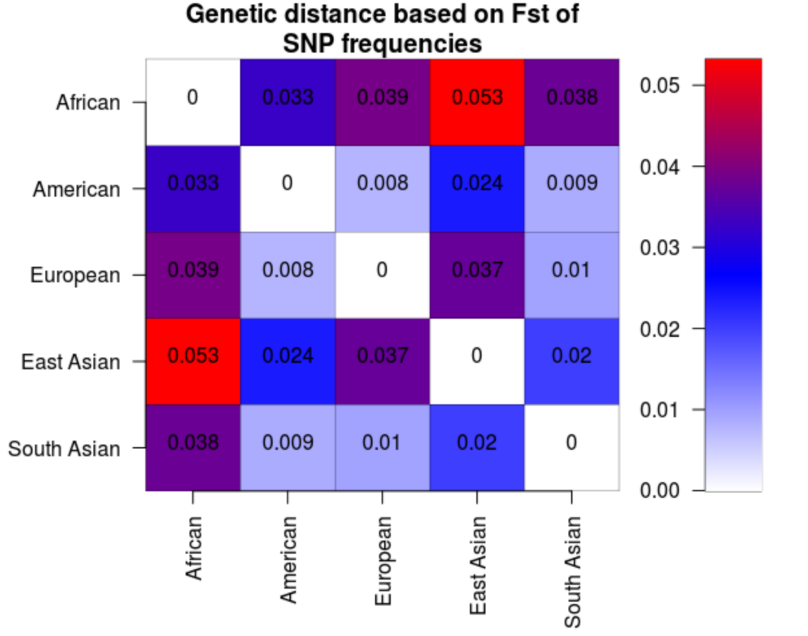 Genetic distance based on Fst of
SNP frequencies
African 0 0.033 0.039 0.053 0.038
American 0.033 0 0.008 0.024 0.009
European 0.039 0.008 0 0.037 0.01
East Asian 0.053 0.024 0.037 0 0.02
South Asian 0.038 0.009 0.01 0.02 0
African American European East Asian South Asian
0.05
0.04
0.03
0.02
0.01
0.00